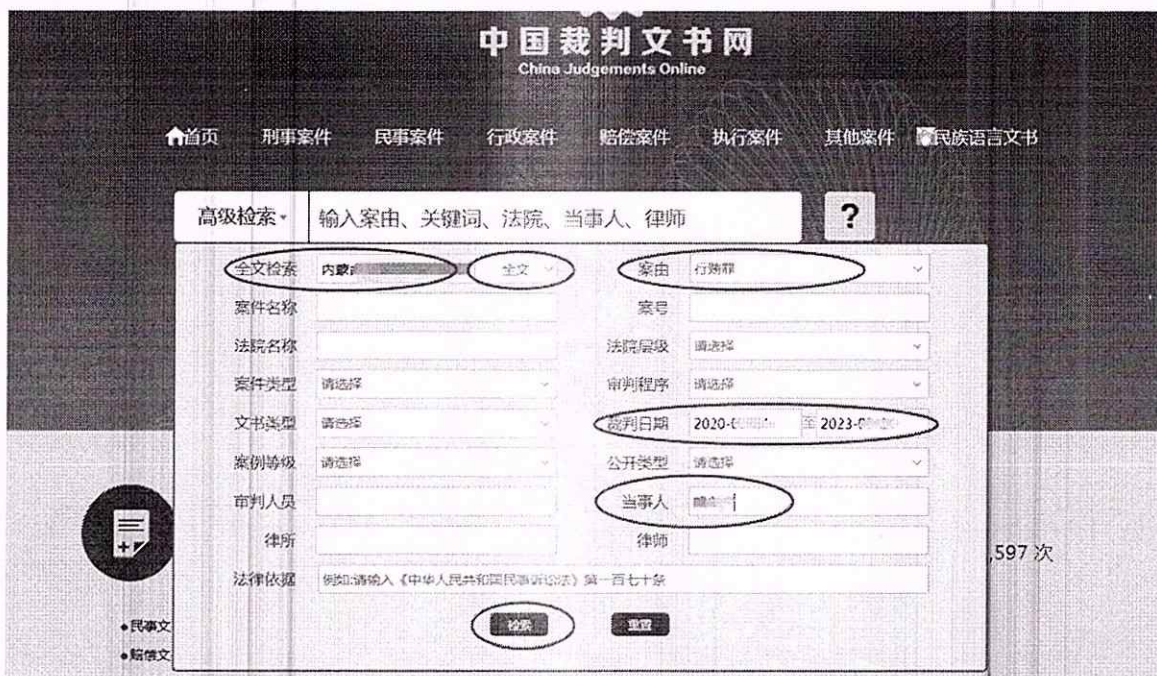 中国裁判文书网
China Judgements Online
首页 刑事案件 民事案件 行政案件 赔偿案件 执行案件 其他案件 民族语言文书
高级检索 输入案由、关键词、法院、当事人、律师 ?
全文检索 内蒙 全文 案由 行贿罪
案件名称 案号
法院名称 法院层级 请选择
案件类型 请选择 审判程序 请选择
文书类型 请选择 裁判日期 2020- 至 2023-
案例等级 请选择 公开类型 请选择
审判人员 当事人
律所 律师
,597 次
法律依据 例如:请输入《中华人民共和国民事诉讼法》第一百七十条
检索 重置
•民事文
•赔偿文